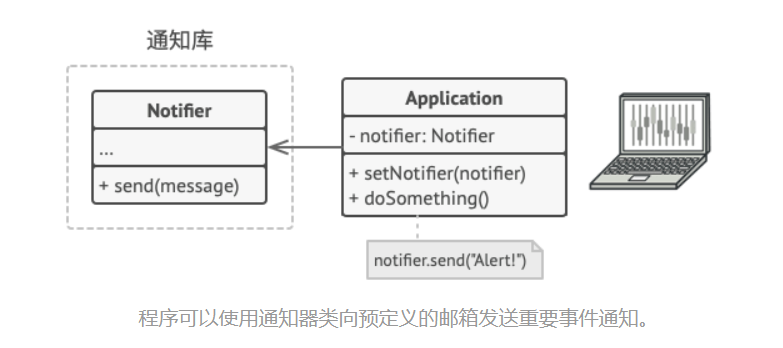 通知库
Notifier
...
+ send(message)
Application
- notifier: Notifier
+ setNotifier(notifier)
+ doSomething()
notifier.send("Alert!")
程序可以使用通知器类向预定义的邮箱发送重要事件通知。